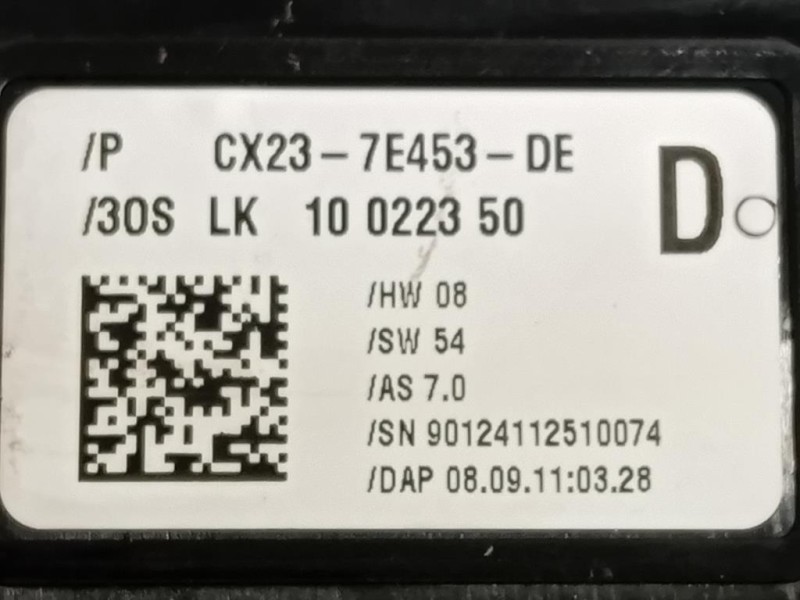 /P CX23-7E453-DE
/3OS LK 10 0223 50
D
/HW 08
/SW 54
/AS 7.0
/SN 90124112510074
/DAP 08.09.11:03.28